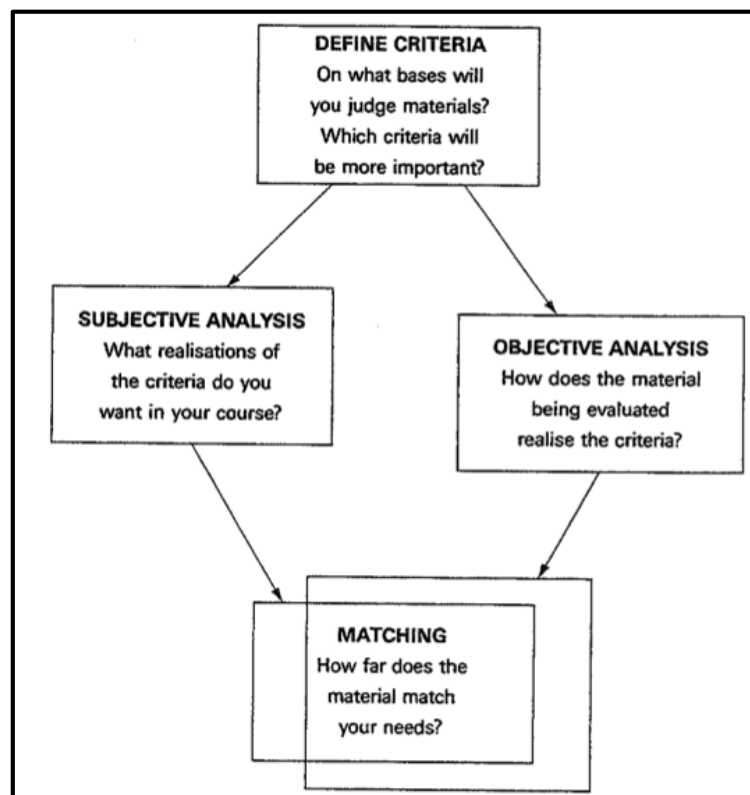 DEFINE CRITERIA
On what bases will
you judge materials?
Which criteria will
be more important?
SUBJECTIVE ANALYSIS
What realisations of
the criteria do you
want in your course?
OBJECTIVE ANALYSIS
How does the material
being evaluated
realise the criteria?
MATCHING
How far does the
material match
your needs?